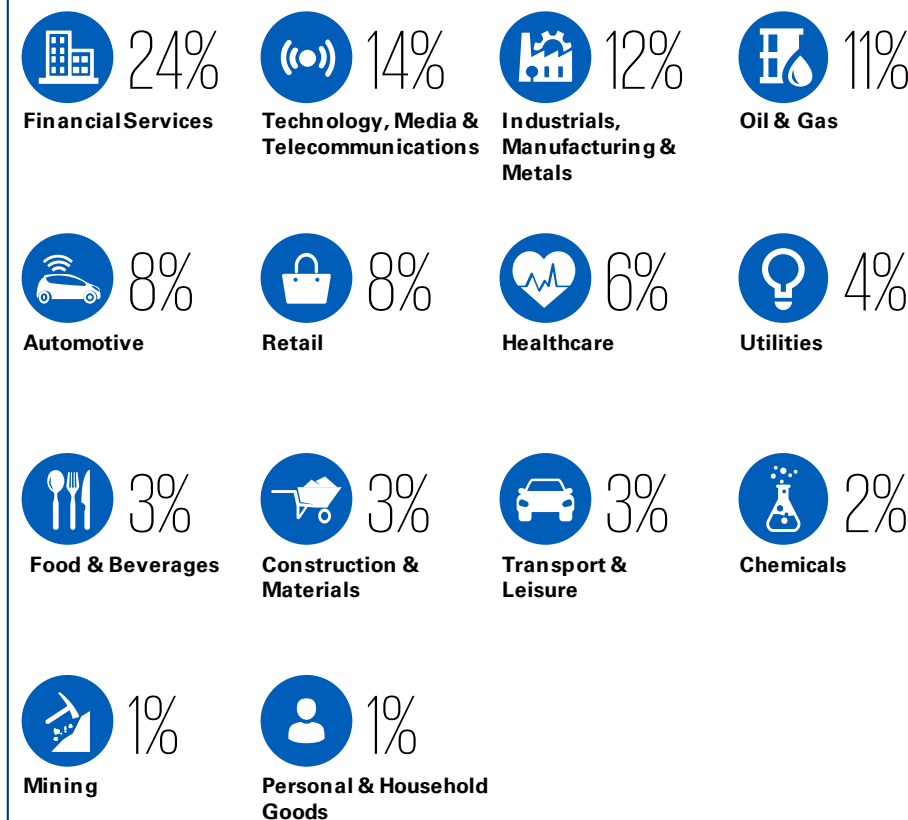 24%
Financial Services
14%
Technology, Media &
Telecommunications
12%
Industrials,
Manufacturing &
Metals
11%
Oil & Gas
8%
Automotive
8%
Retail
6%
Healthcare
4%
Utilities
3%
Food & Beverages
3%
Construction &
Materials
3%
Transport &
Leisure
2%
Chemicals
1%
Mining
1%
Personal & Household
Goods